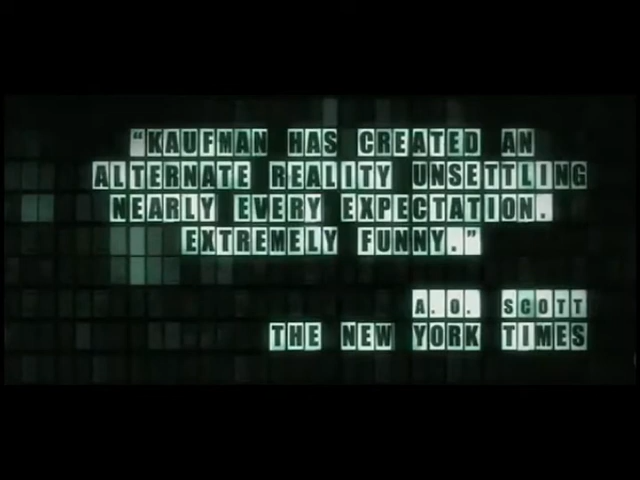 “KAUFMAN HAS CREATED AN
ALTERNATE REALITY UNSETTLING
NEARLY EVERY EXPECTATION.
EXTREMELY FUNNY.”
A.O. SCOTT
THE NEW YORK TIMES